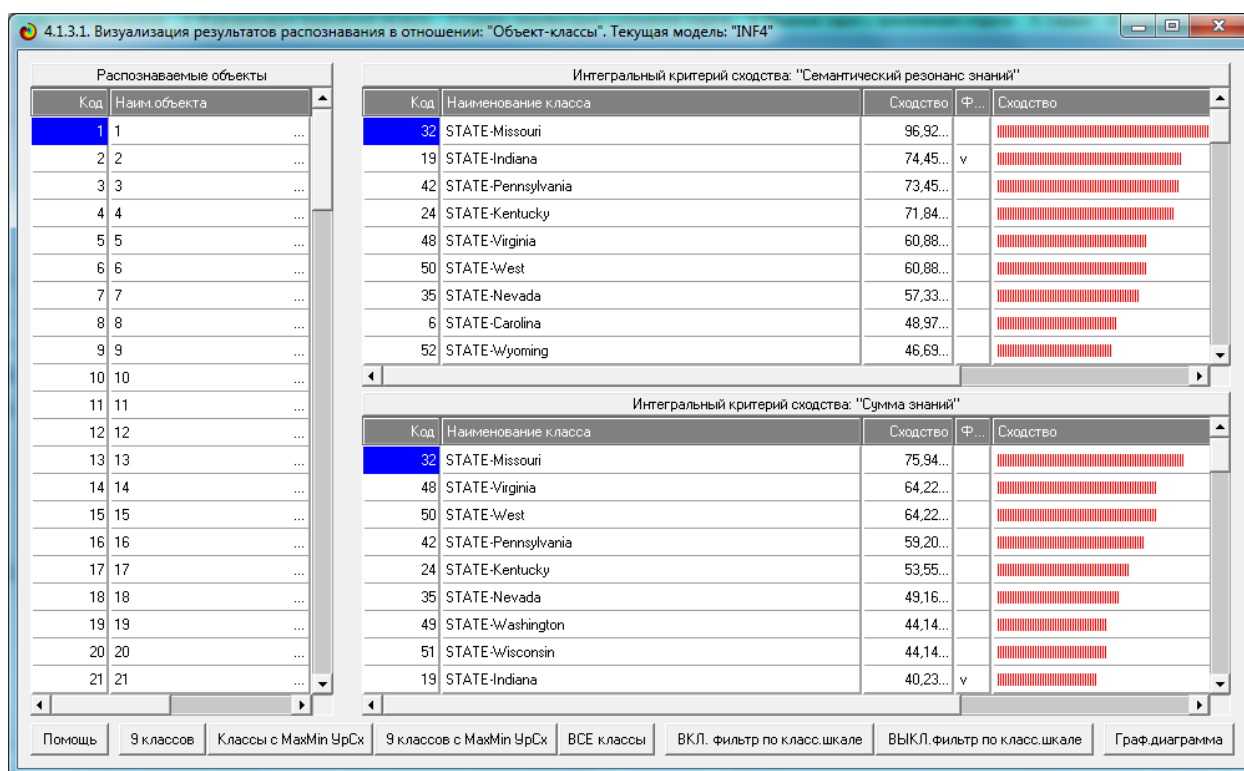 4.1.3.1. Визуализация результатов распознавания в отношении: "Объект-классы". Текущая модель: "INF4"
Распознаваемые объекты
Код Наим.объекта
1 1 ...
2 2 ...
3 3 ...
4 4 ...
5 5 ...
6 6 ...
7 7 ...
8 8 ...
9 9 ...
10 10 ...
11 11 ...
12 12 ...
13 13 ...
14 14 ...
15 15 ...
16 16 ...
17 17 ...
18 18 ...
19 19 ...
20 20 ...
21 21 ...
Интегральный критерий сходства: "Семантический резонанс знаний"
Код Наименование класса Сходство Ф... Сходство
32 STATE-Missouri 96,92...
19 STATE-Indiana 74,45... v
42 STATE-Pennsylvania 73,45...
24 STATE-Kentucky 71,84...
48 STATE-Virginia 60,88...
50 STATE-West 60,88...
35 STATE-Nevada 57,33...
6 STATE-Carolina 48,97...
52 STATE-Wyoming 46,69...
Интегральный критерий сходства: "Сумма знаний"
Код Наименование класса Сходство Ф... Сходство
32 STATE-Missouri 75,94...
48 STATE-Virginia 64,22...
50 STATE-West 64,22...
42 STATE-Pennsylvania 59,20...
24 STATE-Kentucky 53,55...
35 STATE-Nevada 49,16...
49 STATE-Washington 44,14...
51 STATE-Wisconsin 44,14...
19 STATE-Indiana 40,23... v
Помощь 9 классов Классы с MaxMin УрСх 9 классов с MaxMin УрСх ВСЕ классы ВКЛ. фильтр по класс.шкале ВЫКЛ.фильтр по класс.шкале Граф.диаграмма